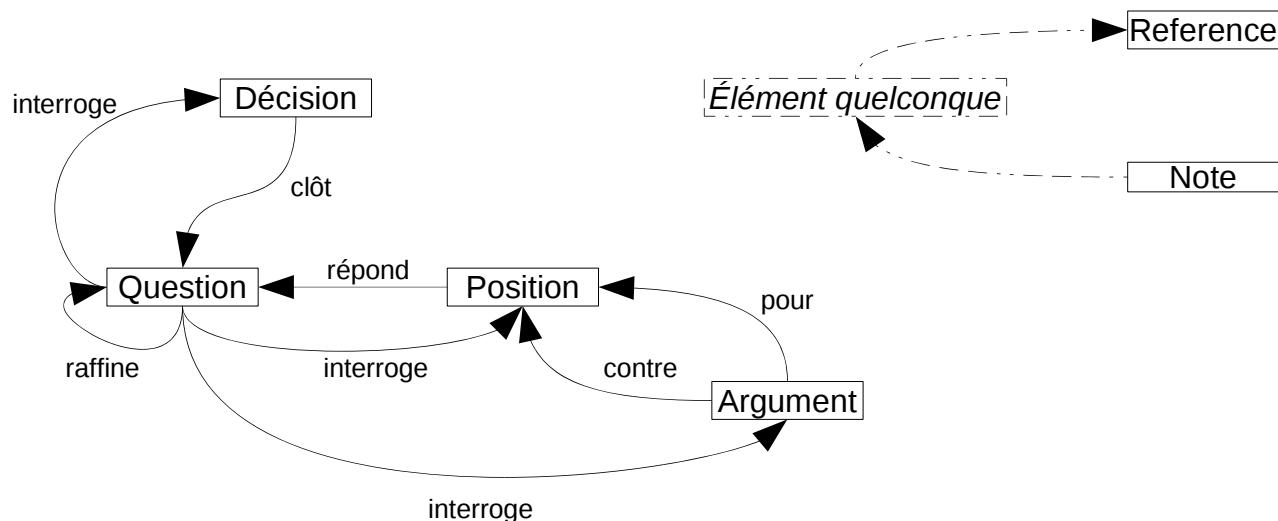 Reference
Élément quelconque
interroge
Décision
Note
clôt
répond
Question
Position
pour
raffine
interroge
contre
Argument
interroge